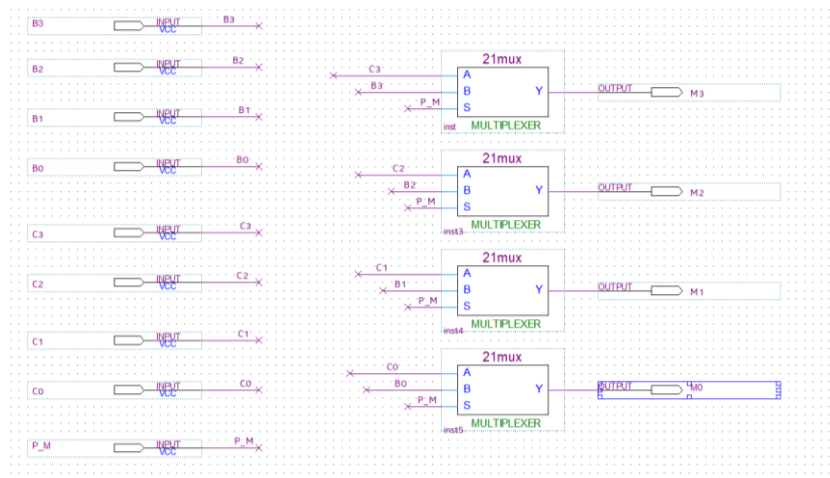 B3 INPUT VCC B3
B2 INPUT VCC B2
B1 INPUT VCC B1
B0 INPUT VCC B0
C3 INPUT VCC C3
C2 INPUT VCC C2
C1 INPUT VCC C1
C0 INPUT VCC C0
P_M INPUT VCC P_M
21mux
C3 A
B3 B Y OUTPUT M3
P_M S
inst MULTIPLEXER
21mux
C2 A
B2 B Y OUTPUT M2
P_M S
inst3 MULTIPLEXER
21mux
C1 A
B1 B Y OUTPUT M1
P_M S
inst4 MULTIPLEXER
21mux
C0 A
B0 B Y OUTPUT M0
P_M S
inst5 MULTIPLEXER